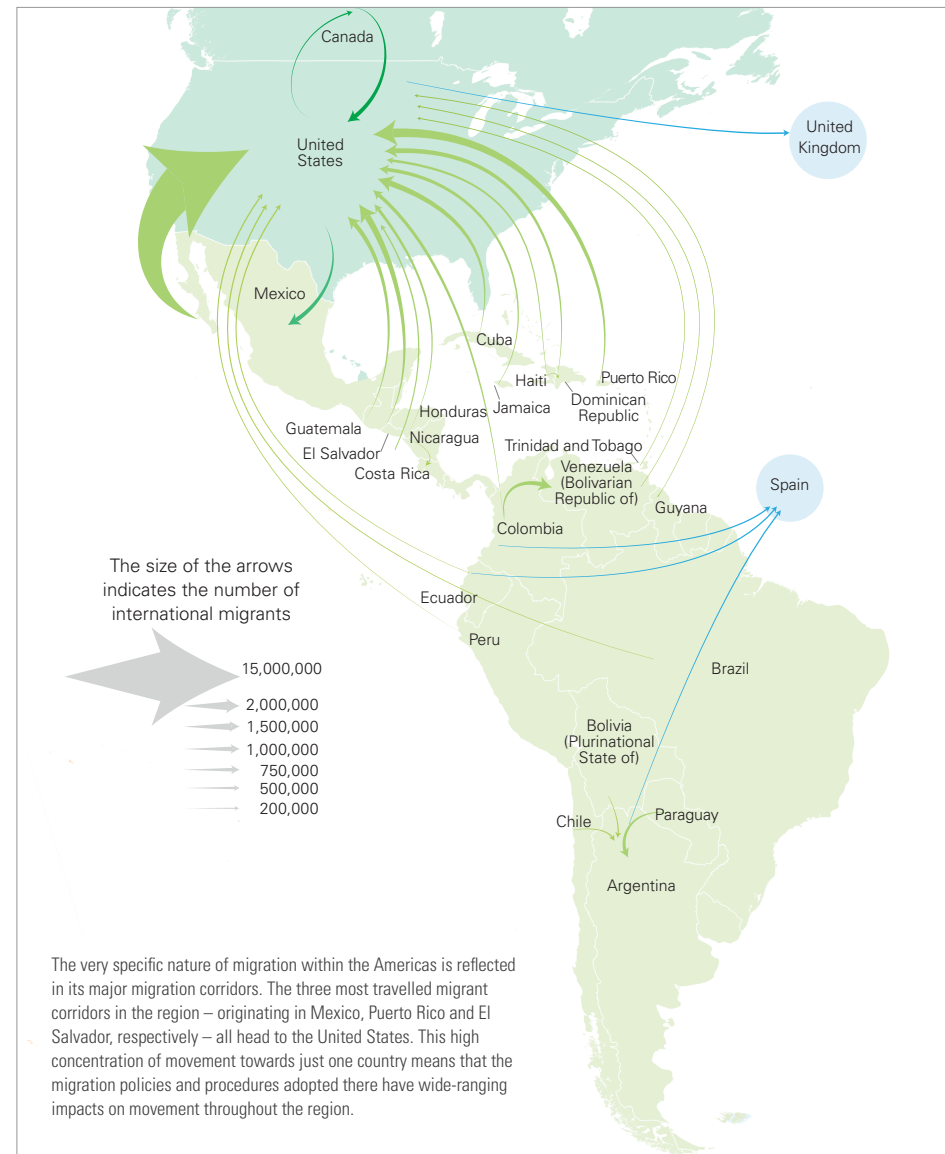 Canada
United
States
United
Kingdom
Mexico
Cuba
Haiti
Jamaica
Puerto Rico
Dominican
Republic
Guatemala
Honduras
El Salvador
Nicaragua
Costa Rica
Trinidad and Tobago
Venezuela
(Bolivarian
Republic of)
Guyana
Spain
Colombia
The size of the arrows
indicates the number of
international migrants
15,000,000
2,000,000
1,500,000
1,000,000
750,000
500,000
200,000
Ecuador
Peru
Brazil
Bolivia
(Plurinational
State of)
Chile
Paraguay
Argentina
The very specific nature of migration within the Americas is reflected
in its major migration corridors. The three most travelled migrant
corridors in the region – originating in Mexico, Puerto Rico and El
Salvador, respectively – all head to the United States. This high
concentration of movement towards just one country means that the
migration policies and procedures adopted there have wide-ranging
impacts on movement throughout the region.